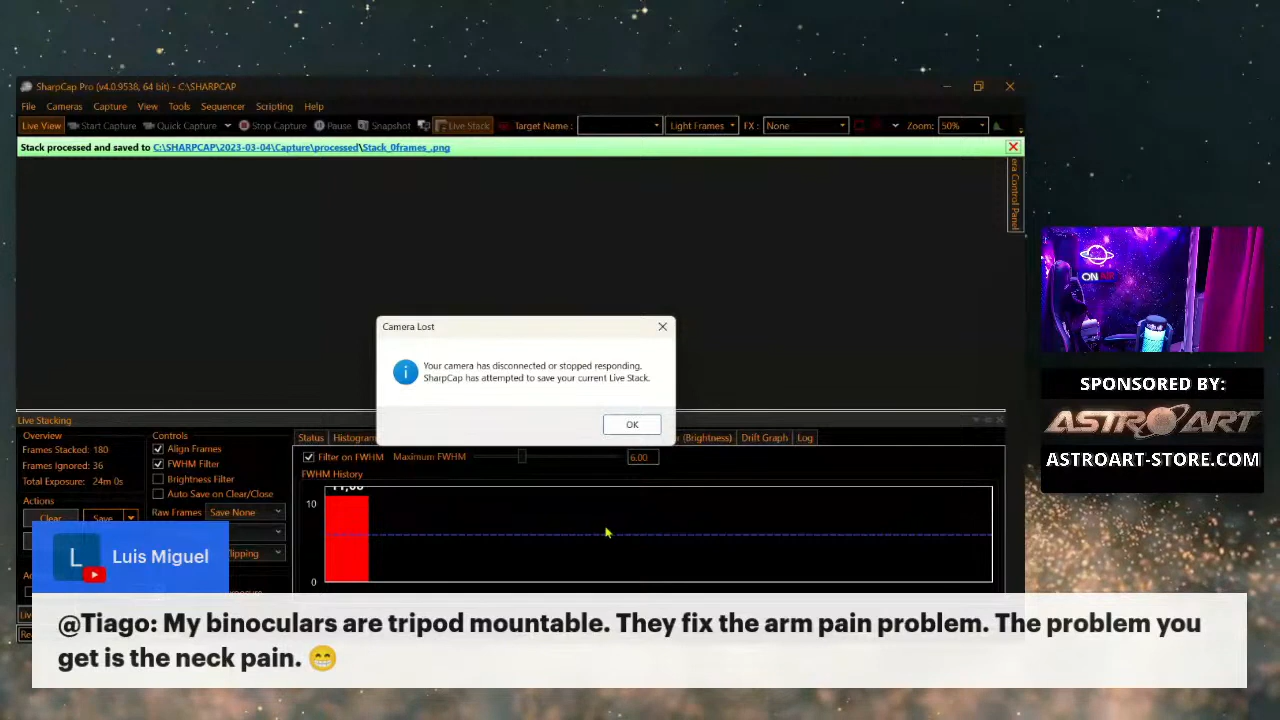 SharpCap Pro (v4.0.9538, 64 bit) - C:\SHARPCAP
File Cameras Capture View Tools Sequencer Scripting Help
Live View Start Capture Quick Capture Stop Capture Pause Snapshot Live Stack Target Name : Light Frames FX : None Zoom: 50%
Stack processed and saved to C:\SHARPCAP\2023-03-04\Capture\processed\Stack_0frames_.png
era Control Panel
ON AIR
Camera Lost
Your camera has disconnected or stopped responding.
SharpCap has attempted to save your current Live Stack.
OK
SPONSORED BY:
ASTROART
ASTROART-STORE.COM
Live Stacking
Overview
Frames Stacked: 180
Frames Ignored: 36
Total Exposure: 24m 0s
Actions
Clear Save
Controls
Align Frames
FWHM Filter
Brightness Filter
Auto Save on Clear/Close
Raw Frames Save None
Status Histogram (Brightness) Drift Graph Log
Filter on FWHM Maximum FWHM 6.00
FWHM History
10
0
L Luis Miguel
@Tiago: My binoculars are tripod mountable. They fix the arm pain problem. The problem you
get is the neck pain. 😁